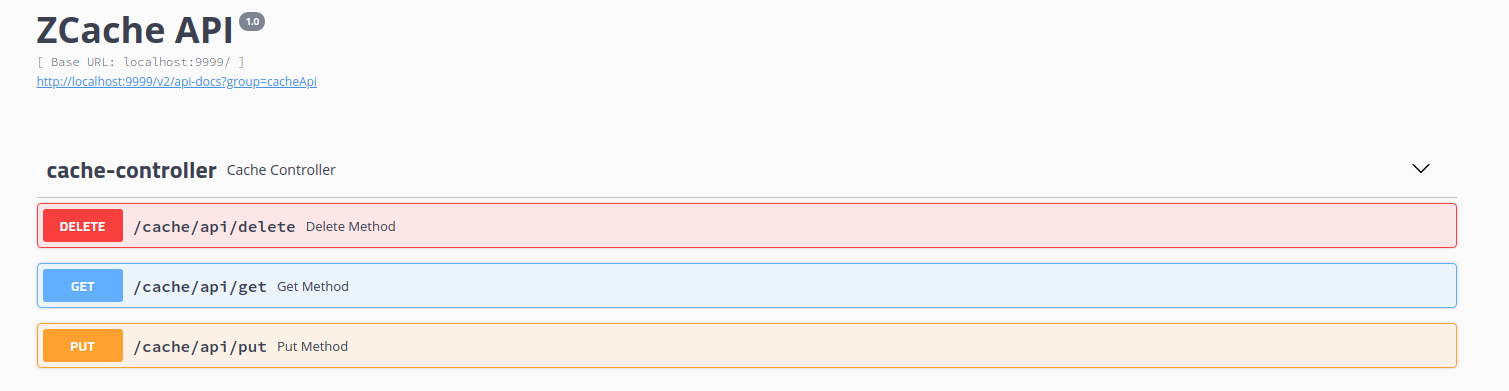 ZCache API 1.0
[ Base URL: localhost:9999/ ]
http://localhost:9999/v2/api-docs?group=cacheApi
cache-controller Cache Controller
DELETE /cache/api/delete Delete Method
GET /cache/api/get Get Method
PUT /cache/api/put Put Method